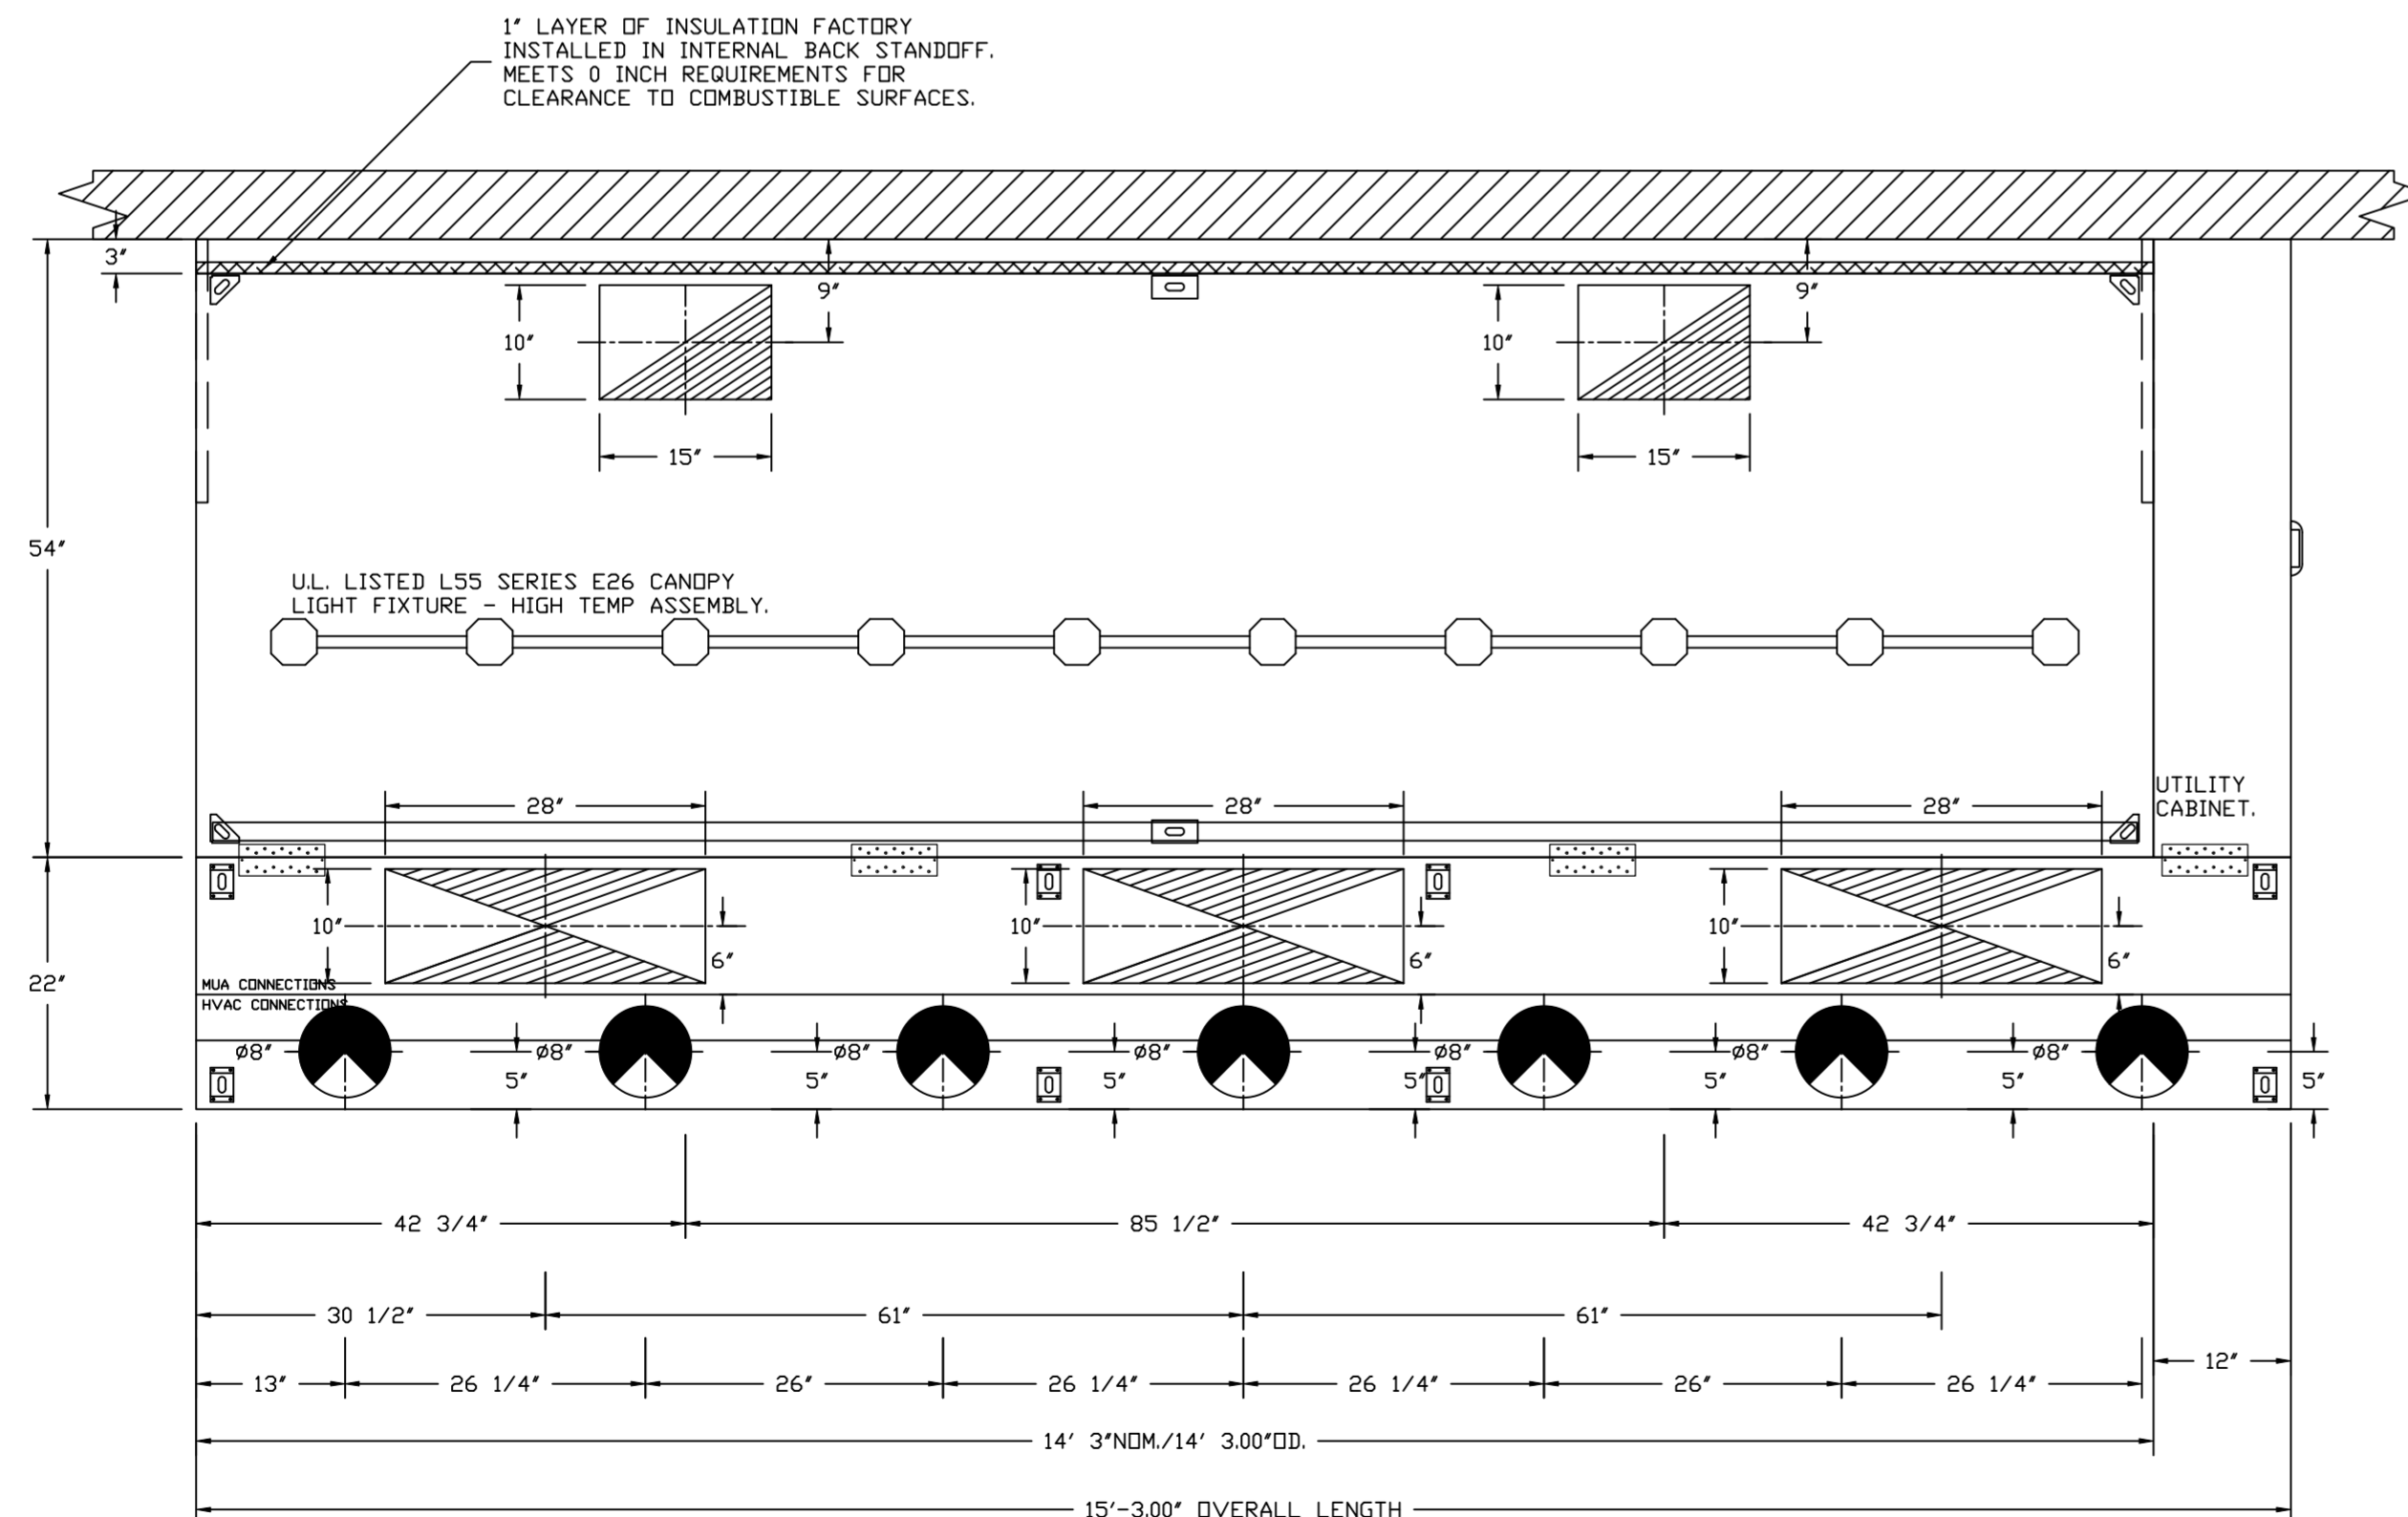 1" LAYER OF INSULATION FACTORY
INSTALLED IN INTERNAL BACK STANDOFF.
MEETS 0 INCH REQUIREMENTS FOR
CLEARANCE TO COMBUSTIBLE SURFACES.
3"
9"
9"
10"
10"
15"
15"
54"
U.L. LISTED L55 SERIES E26 CANOPY
LIGHT FIXTURE - HIGH TEMP ASSEMBLY.
UTILITY
CABINET.
28"
28"
28"
10"
6"
10"
6"
10"
6"
22"
MUA CONNECTIONS
HVAC CONNECTIONS
ø8"
ø8"
ø8"
ø8"
ø8"
ø8"
ø8"
5"
5"
5"
5"
5"
5"
5"
42 3/4"
85 1/2"
42 3/4"
30 1/2"
61"
61"
12"
13"
26 1/4"
26"
26 1/4"
26 1/4"
26"
26 1/4"
14' 3"NOM./14' 3.00"OD.
15'-3.00" OVERALL LENGTH